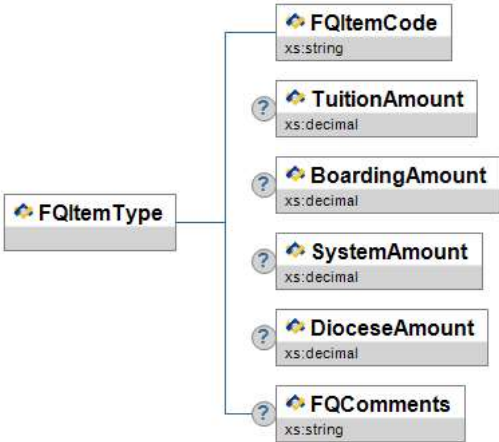 FQItemCode
xs:string
?
TuitionAmount
xs:decimal
?
BoardingAmount
xs:decimal
FQItemType
?
SystemAmount
xs:decimal
?
DioceseAmount
xs:decimal
?
FQComments
xs:string